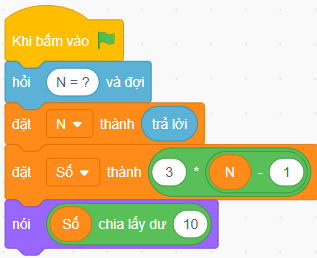 Khi bấm vào
hỏi N = ? và đợi
đặt N thành trả lời
đặt Số thành 3 * N - 1
nói Số chia lấy dư 10